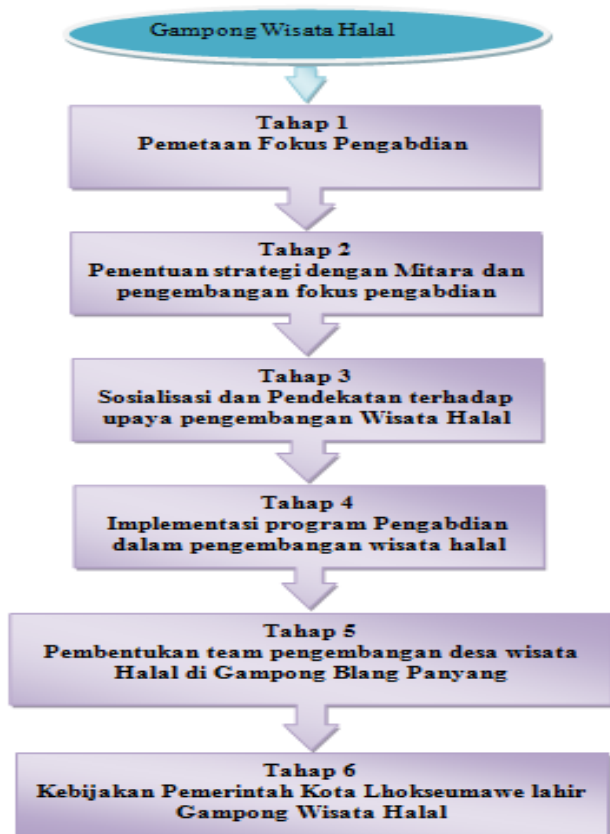 Gampong Wisata Halal
Tahap 1
Pemetaan Fokus Pengabdian
Tahap 2
Penentuan strategi dengan Mitara dan
pengembangan fokus pengabdian
Tahap 3
Sosialisasi dan Pendekatan terhadap
upaya pengembangan Wisata Halal
Tahap 4
Implementasi program Pengabdian
dalam pengembangan wisata halal
Tahap 5
Pembentukan team pengembangan desa wisata
Halal di Gampong Blang Panyang
Tahap 6
Kebijakan Pemerintah Kota Lhokseumawe lahir
Gampong Wisata Halal